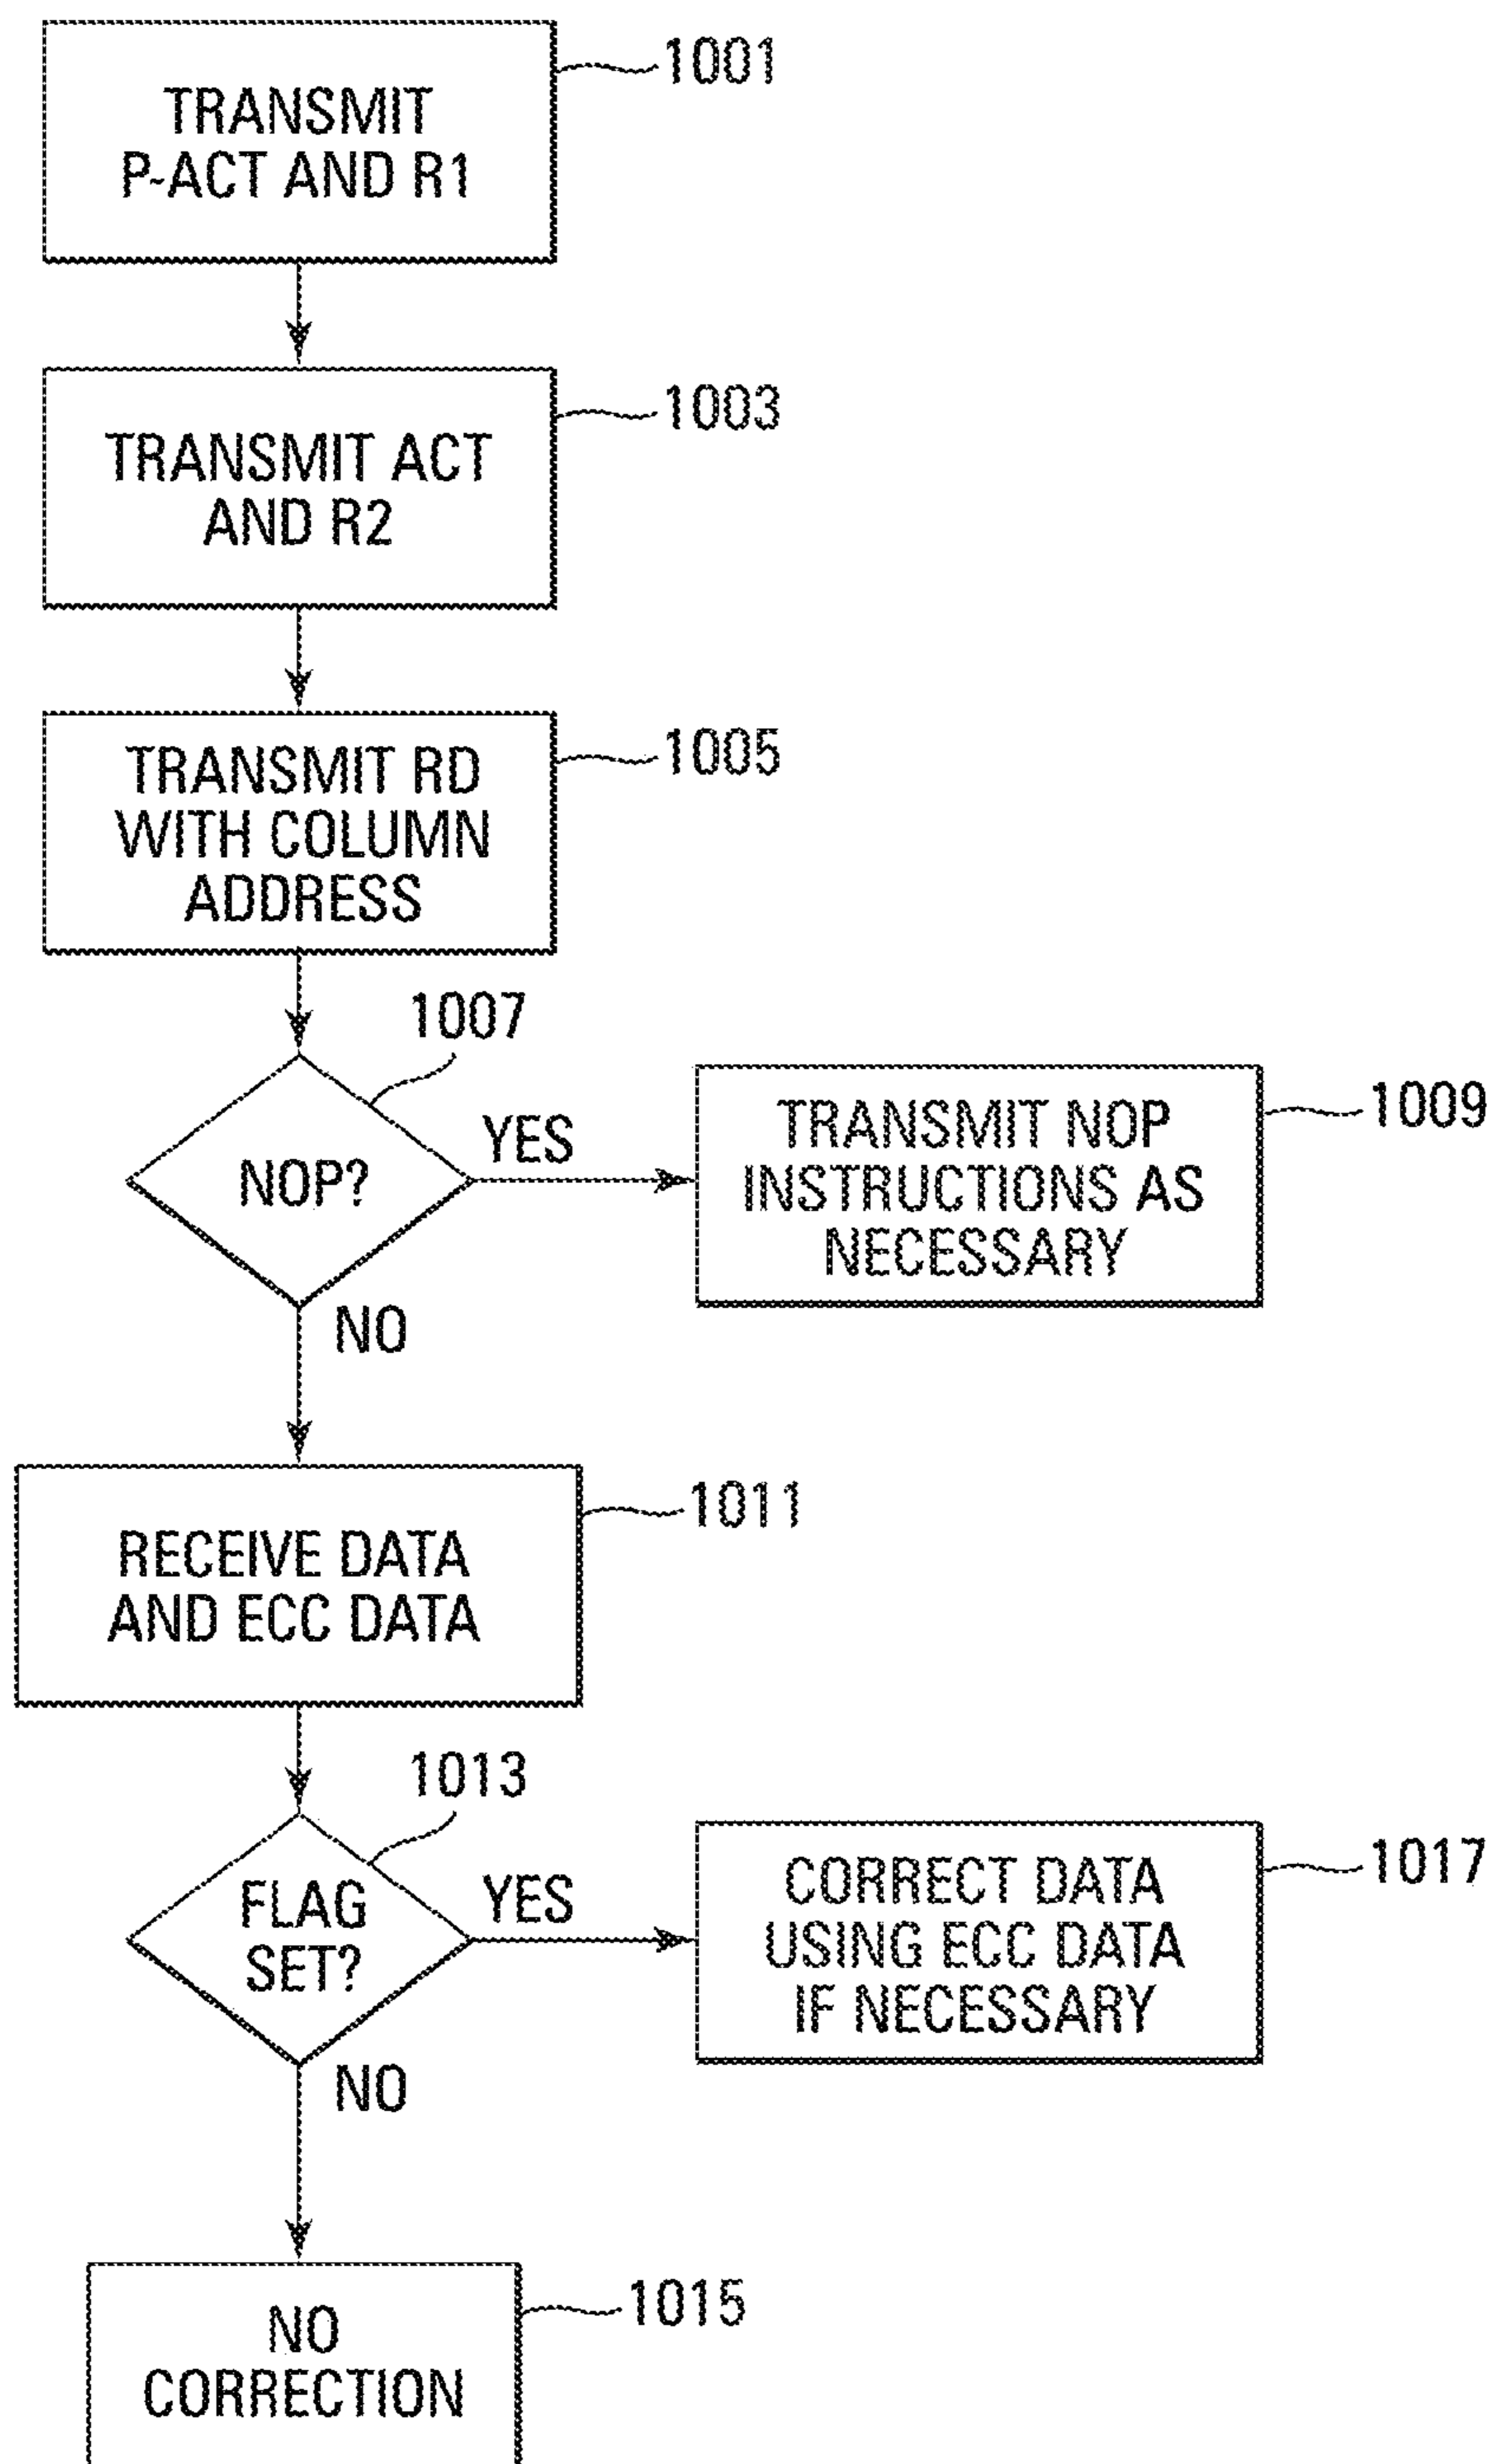 TRANSMIT
P-ACT AND R1
1001
TRANSMIT ACT
AND R2
1003
TRANSMIT RD
WITH COLUMN
ADDRESS
1005
1007
NOP?
YES
NO
TRANSMIT NOP
INSTRUCTIONS AS
NECESSARY
1009
RECEIVE DATA
AND ECC DATA
1011
1013
FLAG
SET?
YES
NO
CORRECT DATA
USING ECC DATA
IF NECESSARY
1017
NO
CORRECTION
1015